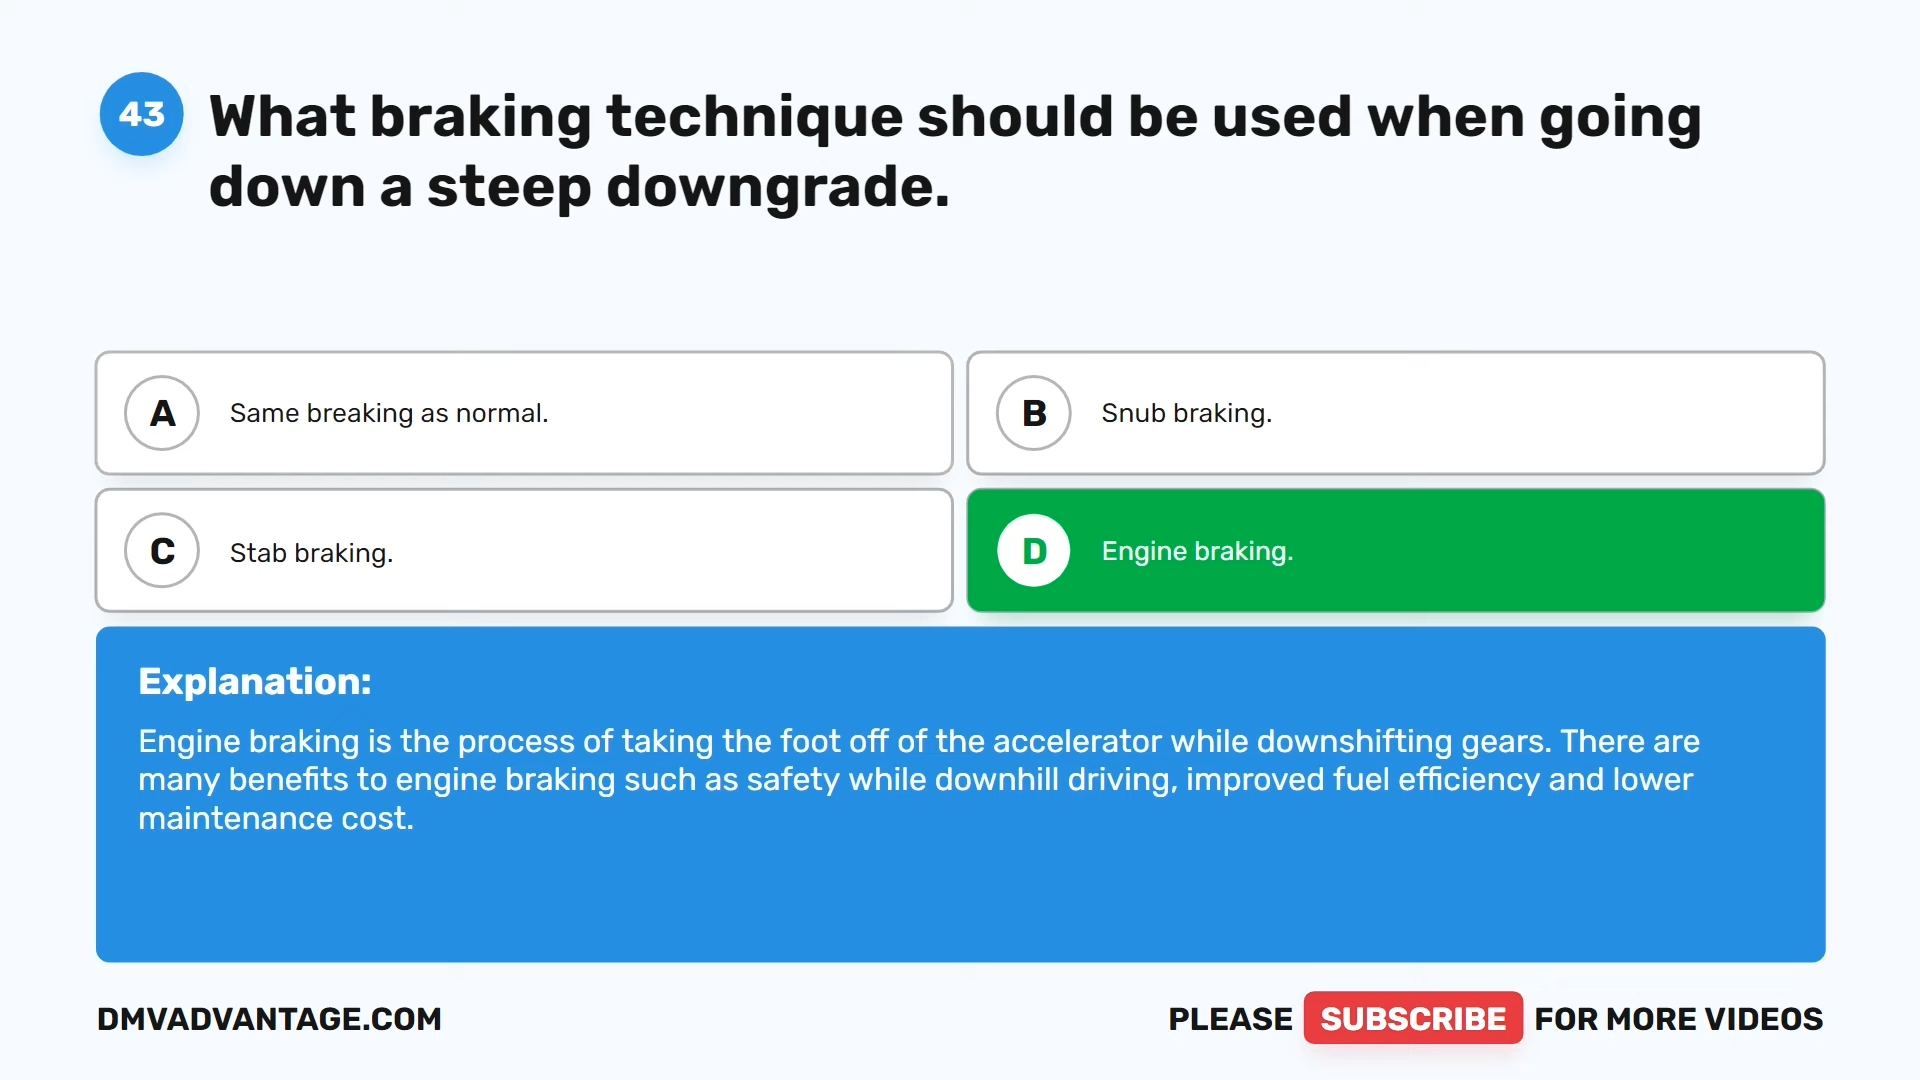 43
What braking technique should be used when going
down a steep downgrade.
A
Same breaking as normal.
B
Snub braking.
C
Stab braking.
D
Engine braking.
Explanation:
Engine braking is the process of taking the foot off of the accelerator while downshifting gears. There are
many benefits to engine braking such as safety while downhill driving, improved fuel efficiency and lower
maintenance cost.
DMVADVANTAGE.COM
PLEASE SUBSCRIBE FOR MORE VIDEOS